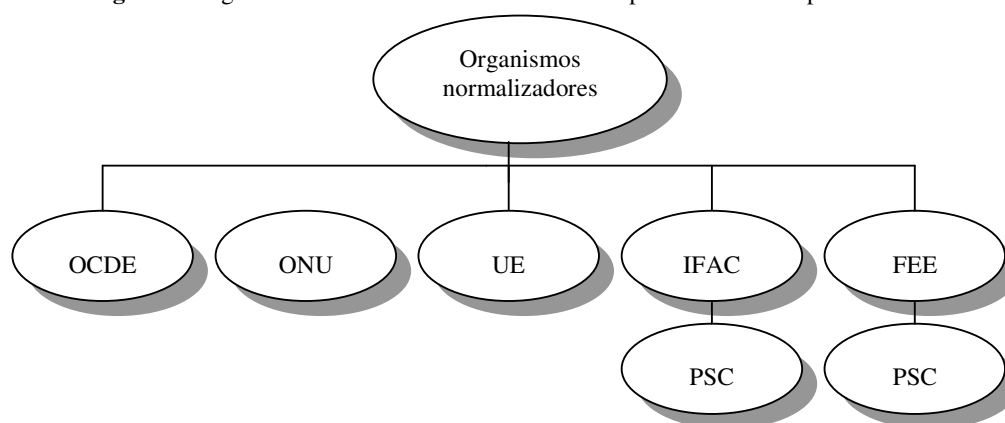 Organismos
normalizadores
OCDE ONU UE IFAC FEE
PSC PSC